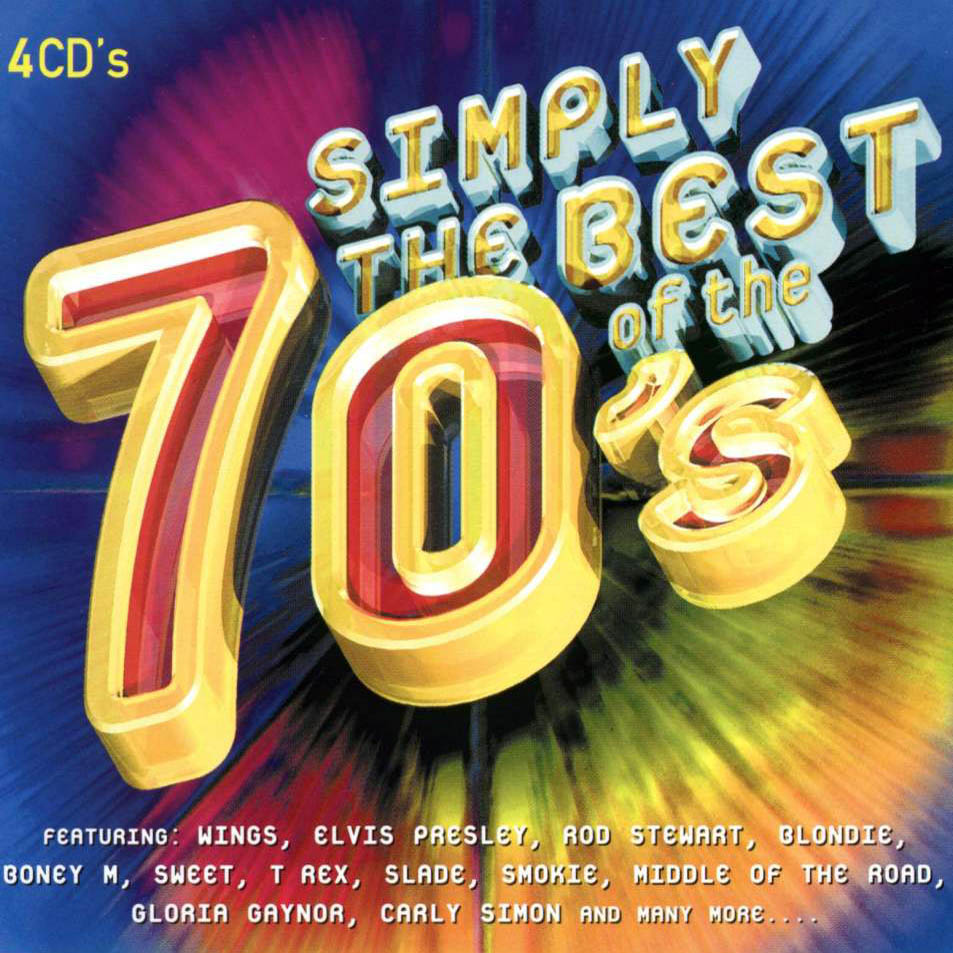 4CD's
SIMPLY
THE BEST
of the
70's
FEATURING: WINGS, ELVIS PRESLEY, ROD STEWART, BLONDIE,
BONEY M, SWEET, T REX, SLADE, SMOKIE, MIDDLE OF THE ROAD,
GLORIA GAYNOR, CARLY SIMON AND MANY MORE....